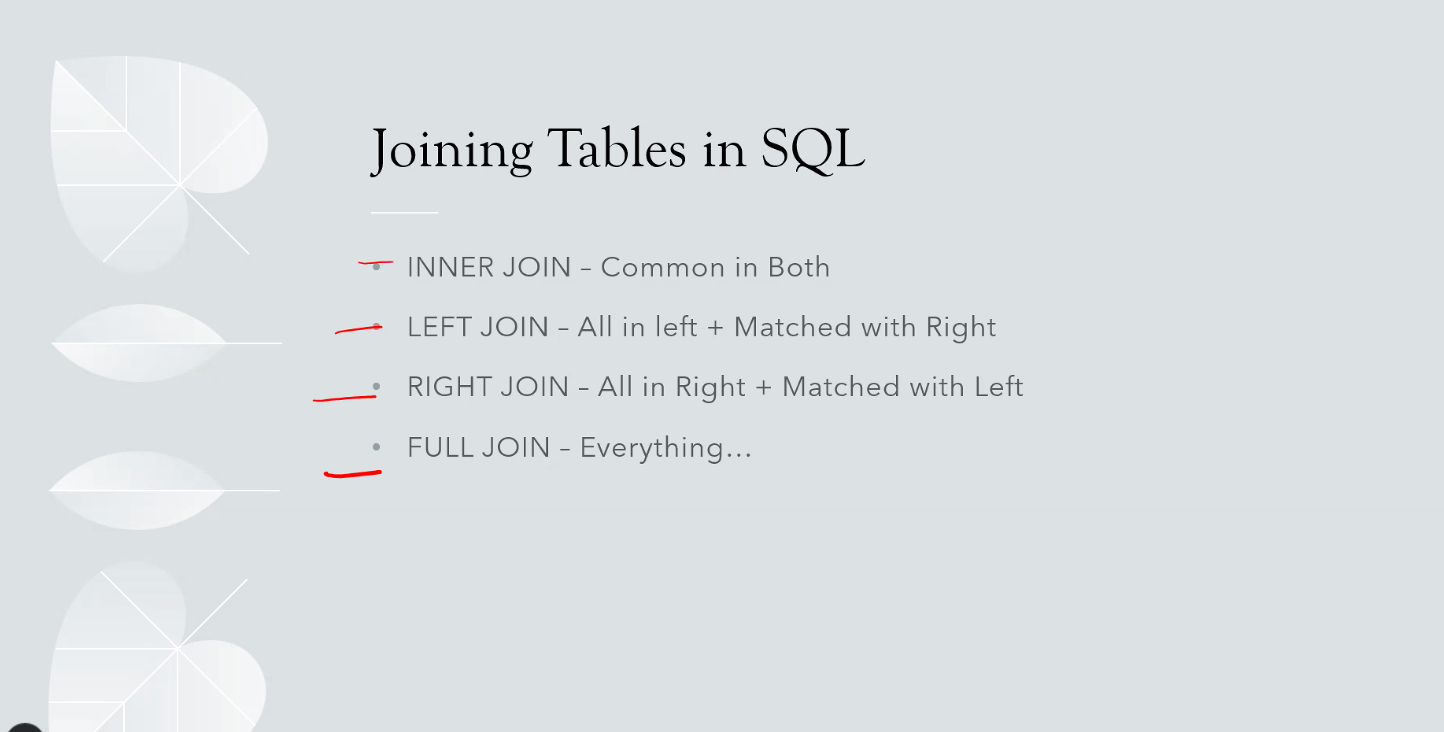 Joining Tables in SQL
• INNER JOIN – Common in Both
• LEFT JOIN – All in left + Matched with Right
• RIGHT JOIN – All in Right + Matched with Left
• FULL JOIN – Everything…